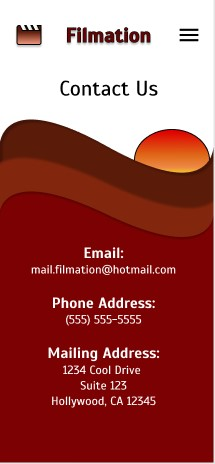 Filmation
Contact Us
Email:
mail.filmation@hotmail.com
Phone Address:
(555) 555-5555
Mailing Address:
1234 Cool Drive
Suite 123
Hollywood, CA 12345